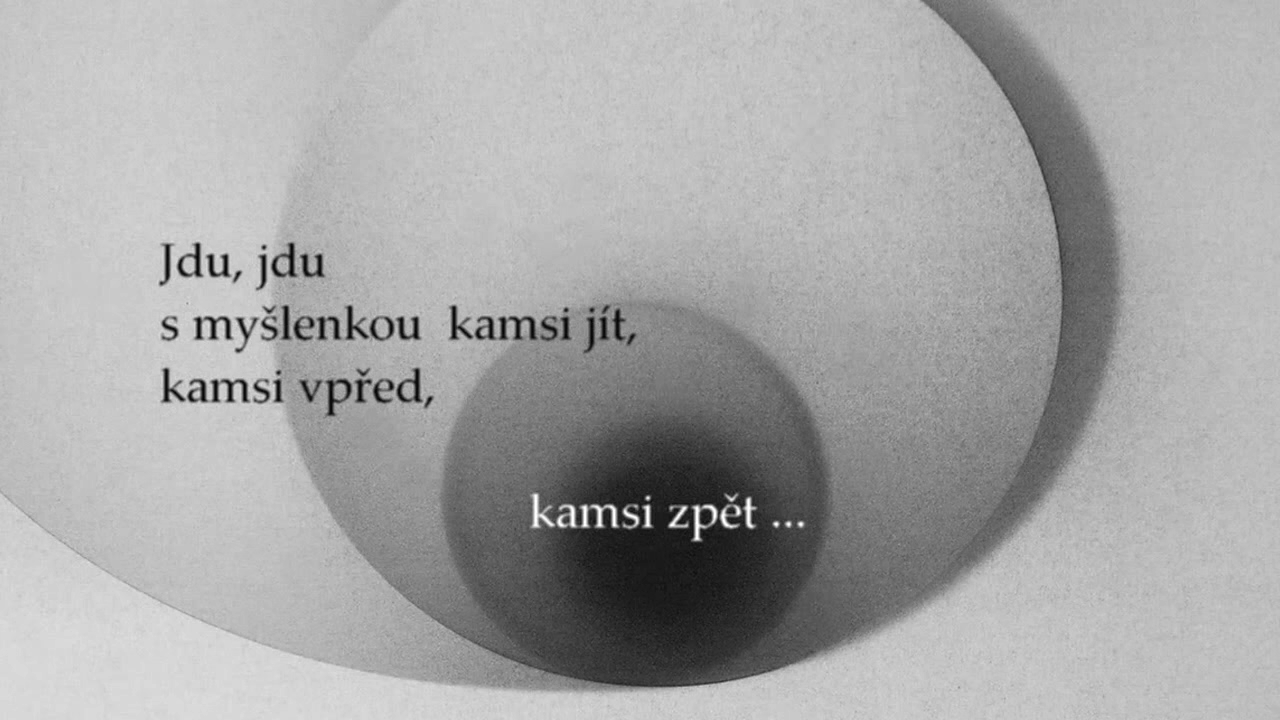 Jdu, jdu
s myšlenkou kamsi jít,
kamsi vpřed,
kamsi zpět ...